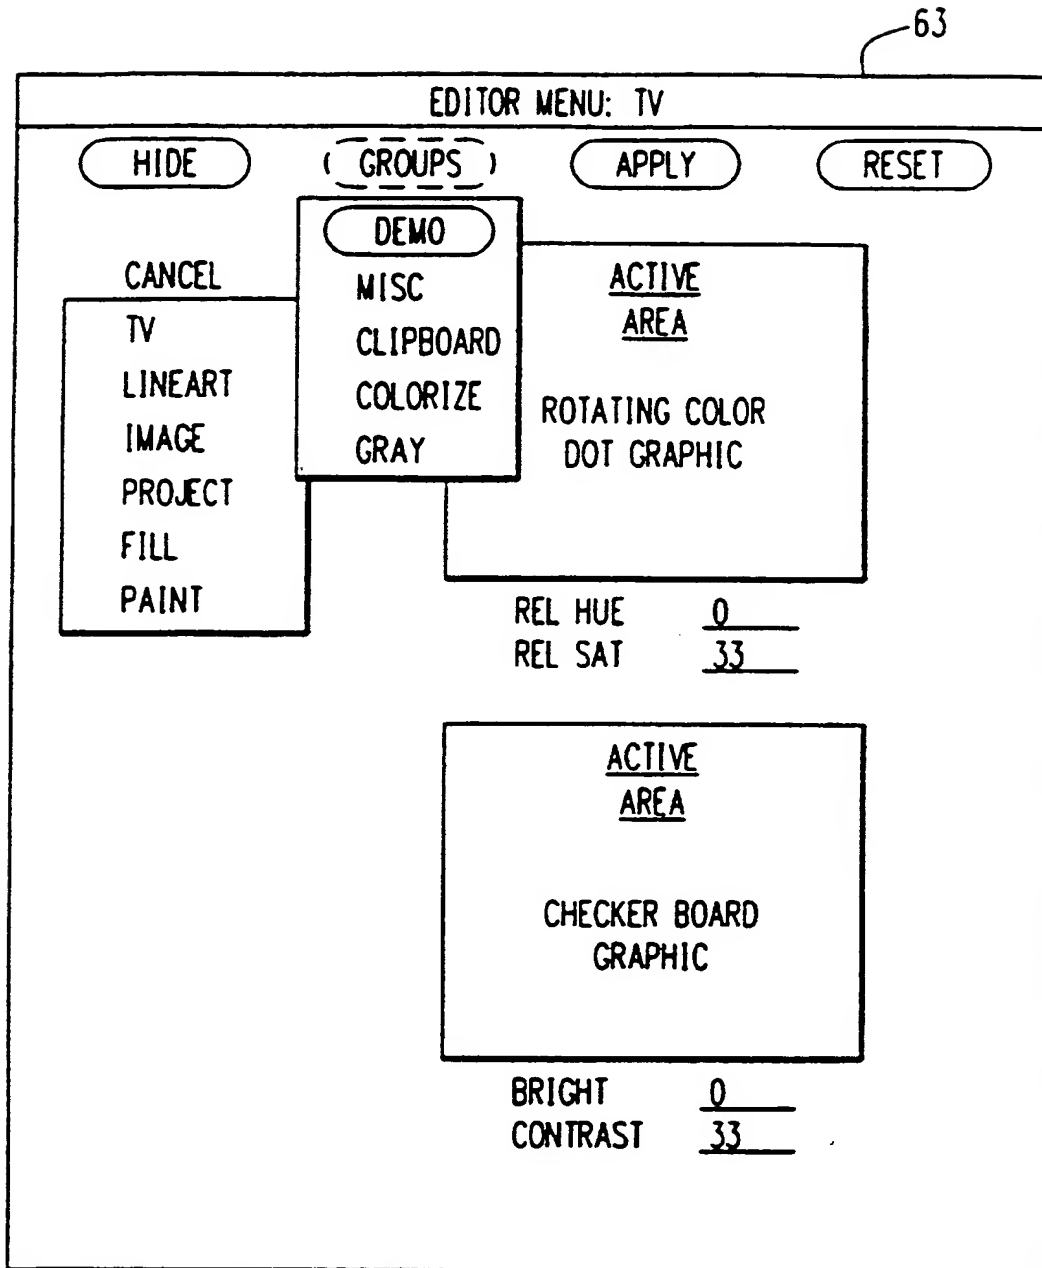 63
EDITOR MENU: TV
HIDE GROUPS APPLY RESET
DEMO
MISC
CLIPBOARD
COLORIZE
GRAY
CANCEL
TV
LINEART
IMAGE
PROJECT
FILL
PAINT
ACTIVE
AREA
ROTATING COLOR
DOT GRAPHIC
REL HUE 0
REL SAT 33
ACTIVE
AREA
CHECKER BOARD
GRAPHIC
BRIGHT 0
CONTRAST 33